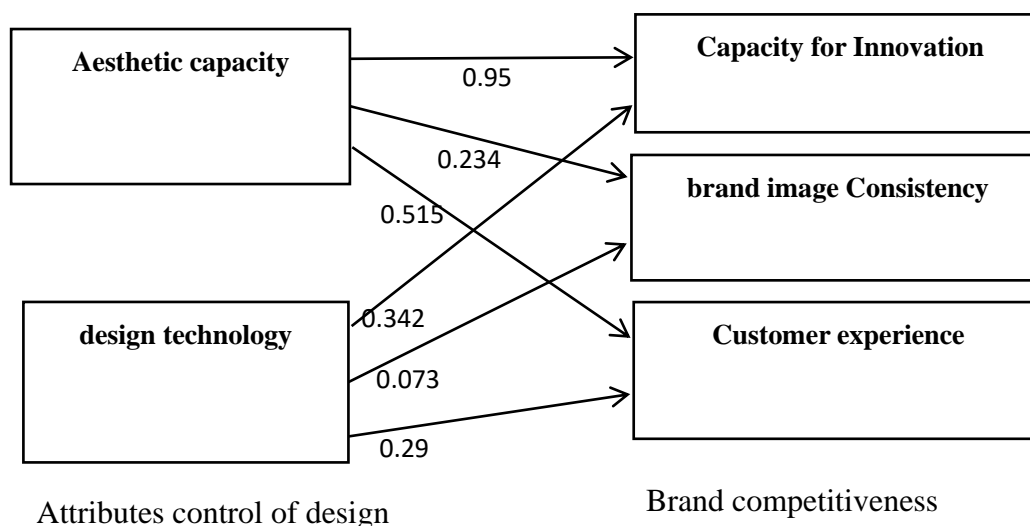 Aesthetic capacity
Capacity for Innovation
0.95
0.234
brand image Consistency
0.515
design technology
0.342
Customer experience
0.073
0.29
Attributes control of design
Brand competitiveness